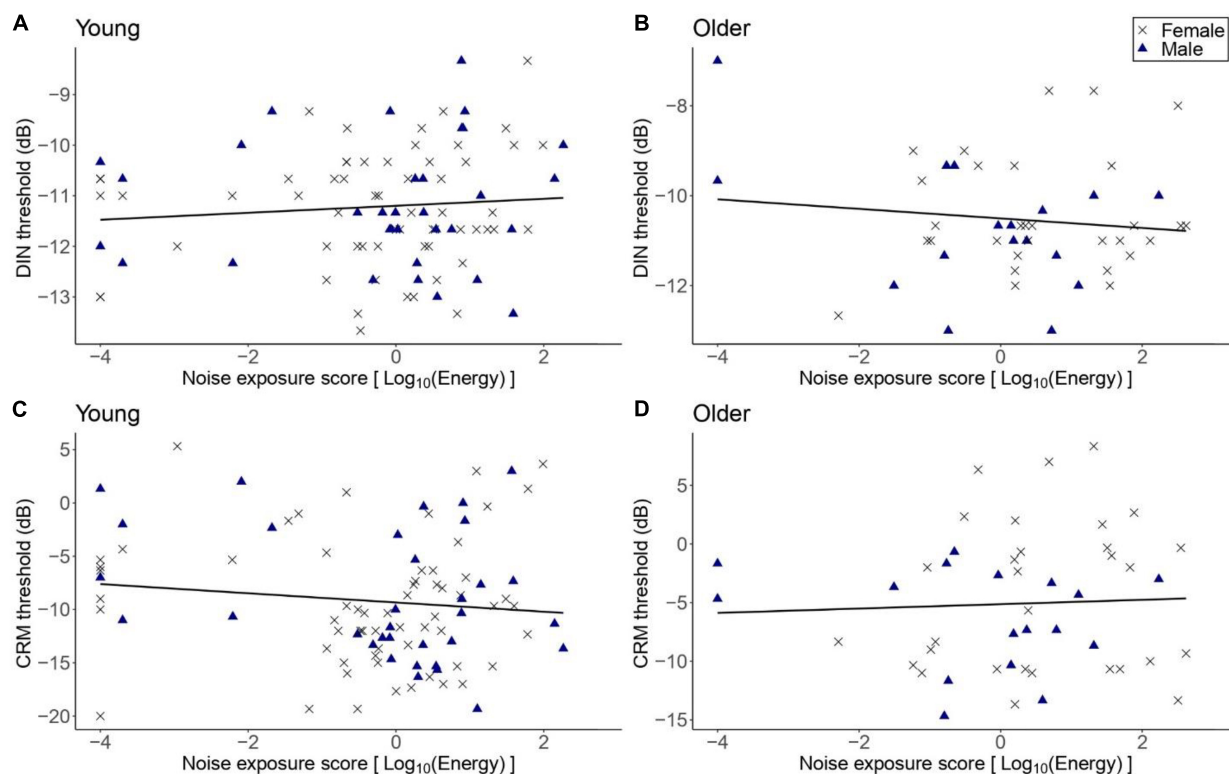 A
Young
DIN threshold (dB)
−9
−10
−11
−12
−13
−4
−2
0
2
Noise exposure score [ Log10(Energy) ]
B
Older
Female
Male
DIN threshold (dB)
−8
−10
−12
−4
−2
0
2
Noise exposure score [ Log10(Energy) ]
C
Young
CRM threshold (dB)
5
0
−5
−10
−15
−20
−4
−2
0
2
Noise exposure score [ Log10(Energy) ]
D
Older
CRM threshold (dB)
5
0
−5
−10
−15
−4
−2
0
2
Noise exposure score [ Log10(Energy) ]